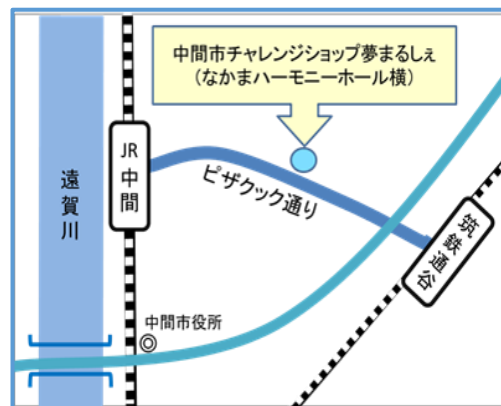 中間市チャレンジショップ夢まるしぇ
(なかまハーモニーホール横)
JR中間
遠賀川
ピザクック通り
筑鉄通谷
中間市役所